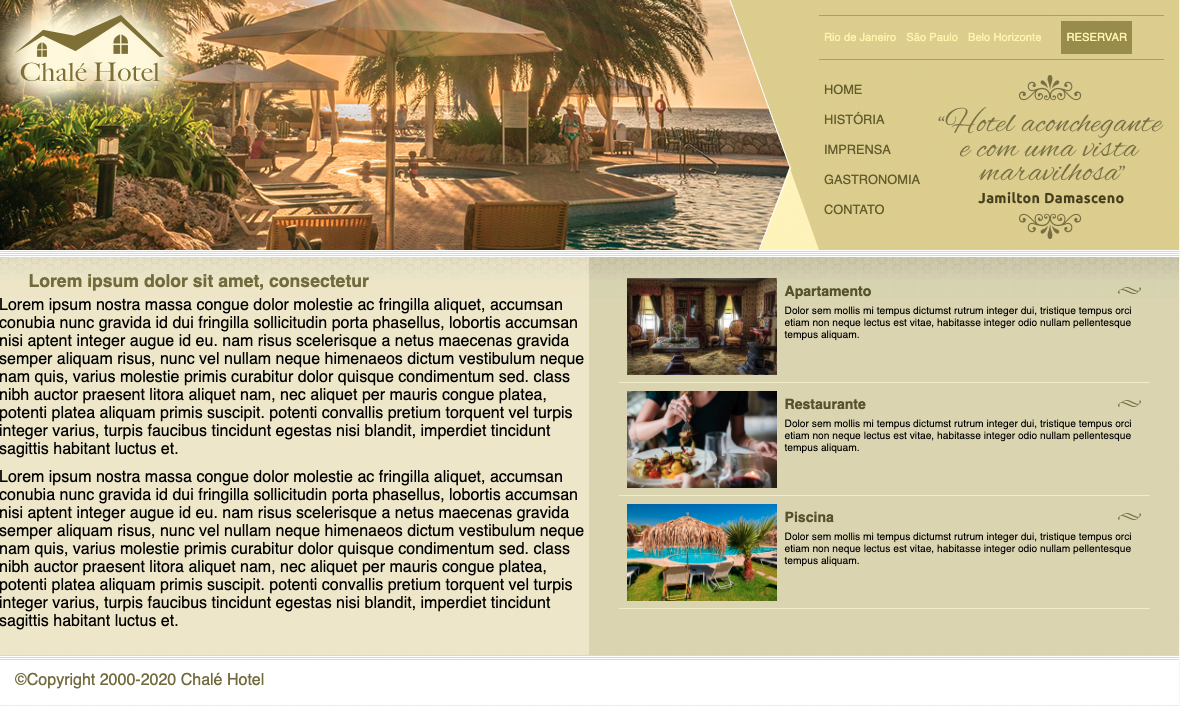 Chalé Hotel
Rio de Janeiro São Paulo Belo Horizonte RESERVAR
HOME
HISTÓRIA
IMPRENSA
GASTRONOMIA
CONTATO
“Hotel aconchegante
e com uma vista
maravilhosa”
Jamilton Damasceno
Lorem ipsum dolor sit amet, consectetur
Lorem ipsum nostra massa congue dolor molestie ac fringilla aliquet, accumsan
conubia nunc gravida id dui fringilla sollicitudin porta phasellus, lobortis accumsan
nisi aptent integer augue id eu. nam risus scelerisque a netus maecenas gravida
semper aliquam risus, nunc vel nullam neque himenaeos dictum vestibulum neque
nam quis, varius molestie primis curabitur dolor quisque condimentum sed. class
nibh auctor praesent litora aliquet nam, nec aliquet per mauris congue platea,
potenti platea aliquam primis suscipit. potenti convallis pretium torquent vel turpis
integer varius, turpis faucibus tincidunt egestas nisi blandit, imperdiet tincidunt
sagittis habitant luctus et.
Lorem ipsum nostra massa congue dolor molestie ac fringilla aliquet, accumsan
conubia nunc gravida id dui fringilla sollicitudin porta phasellus, lobortis accumsan
nisi aptent integer augue id eu. nam risus scelerisque a netus maecenas gravida
semper aliquam risus, nunc vel nullam neque himenaeos dictum vestibulum neque
nam quis, varius molestie primis curabitur dolor quisque condimentum sed. class
nibh auctor praesent litora aliquet nam, nec aliquet per mauris congue platea,
potenti platea aliquam primis suscipit. potenti convallis pretium torquent vel turpis
integer varius, turpis faucibus tincidunt egestas nisi blandit, imperdiet tincidunt
sagittis habitant luctus et.
Apartamento
Dolor sem mollis mi tempus dictumst rutrum integer dui, tristique tempus orci
etiam non neque lectus est vitae, habitasse integer odio nullam pellentesque
tempus aliquam.
Restaurante
Dolor sem mollis mi tempus dictumst rutrum integer dui, tristique tempus orci
etiam non neque lectus est vitae, habitasse integer odio nullam pellentesque
tempus aliquam.
Piscina
Dolor sem mollis mi tempus dictumst rutrum integer dui, tristique tempus orci
etiam non neque lectus est vitae, habitasse integer odio nullam pellentesque
tempus aliquam.
©Copyright 2000-2020 Chalé Hotel